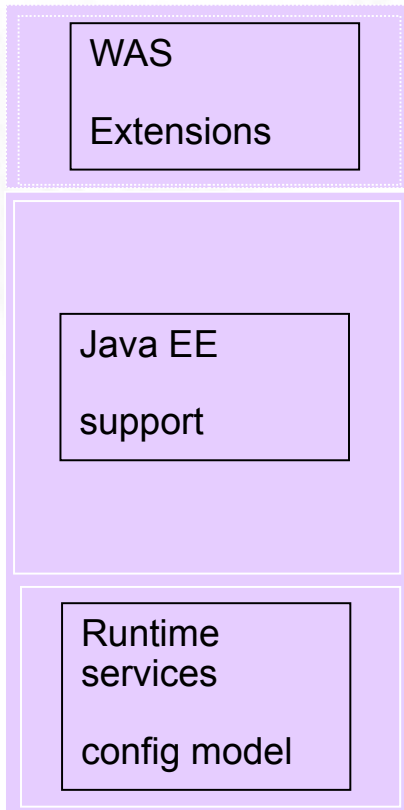 WAS
Extensions
Java EE
support
Runtime
services
config model